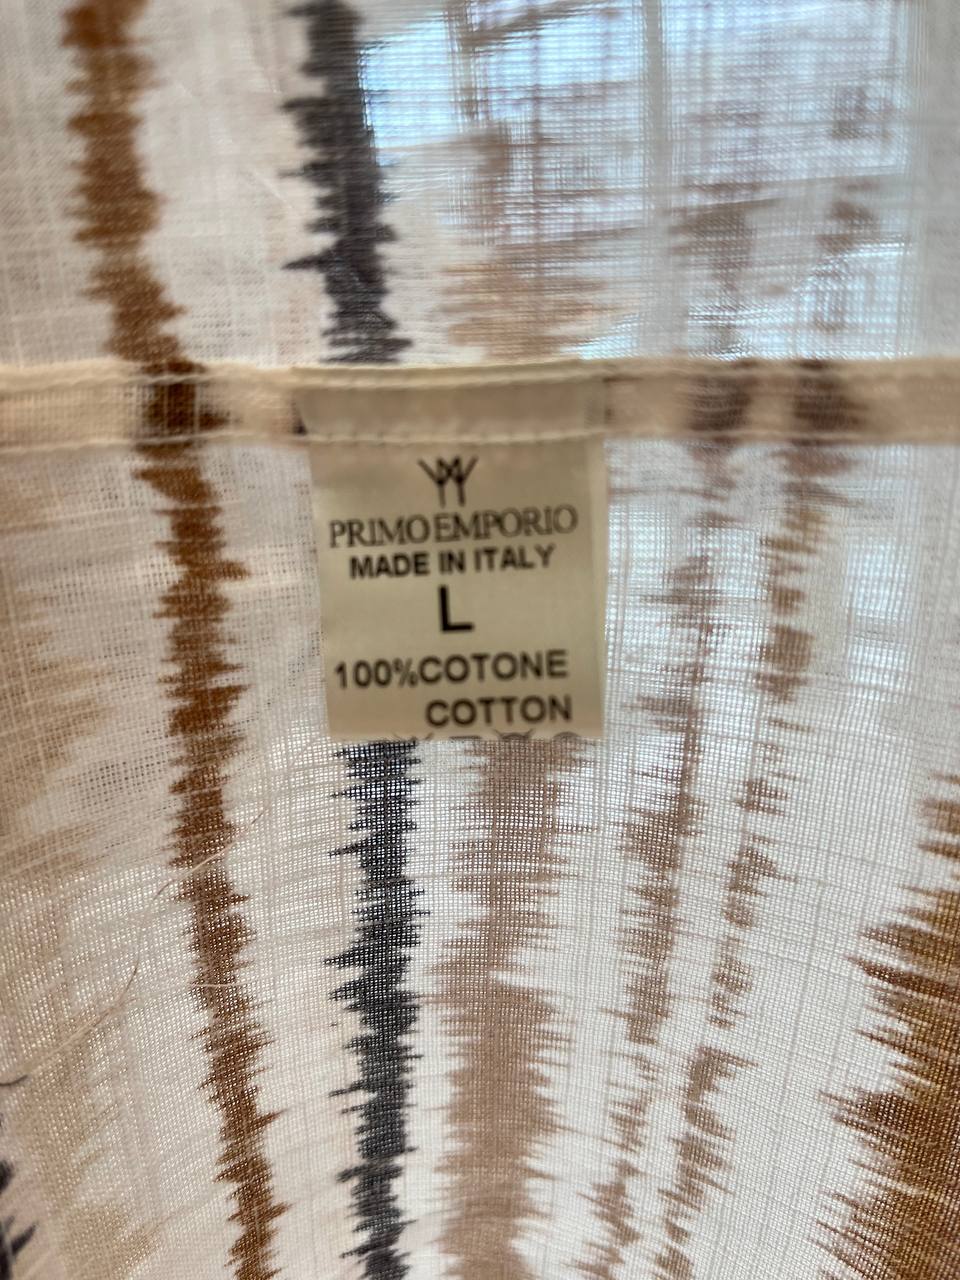 PRIMO EMPORIO
MADE IN ITALY
L
100%COTONE
COTTON